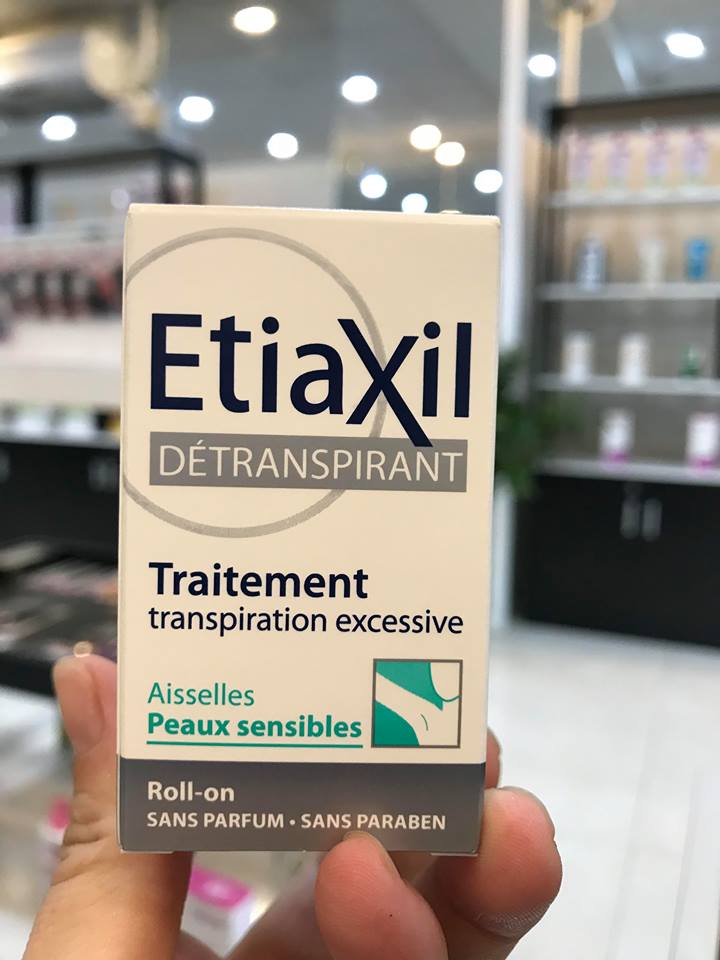 EtiaXil
DÉTRANSPIRANT
Traitement
transpiration excessive
Aisselles
Peaux sensibles
Roll-on
SANS PARFUM • SANS PARABEN